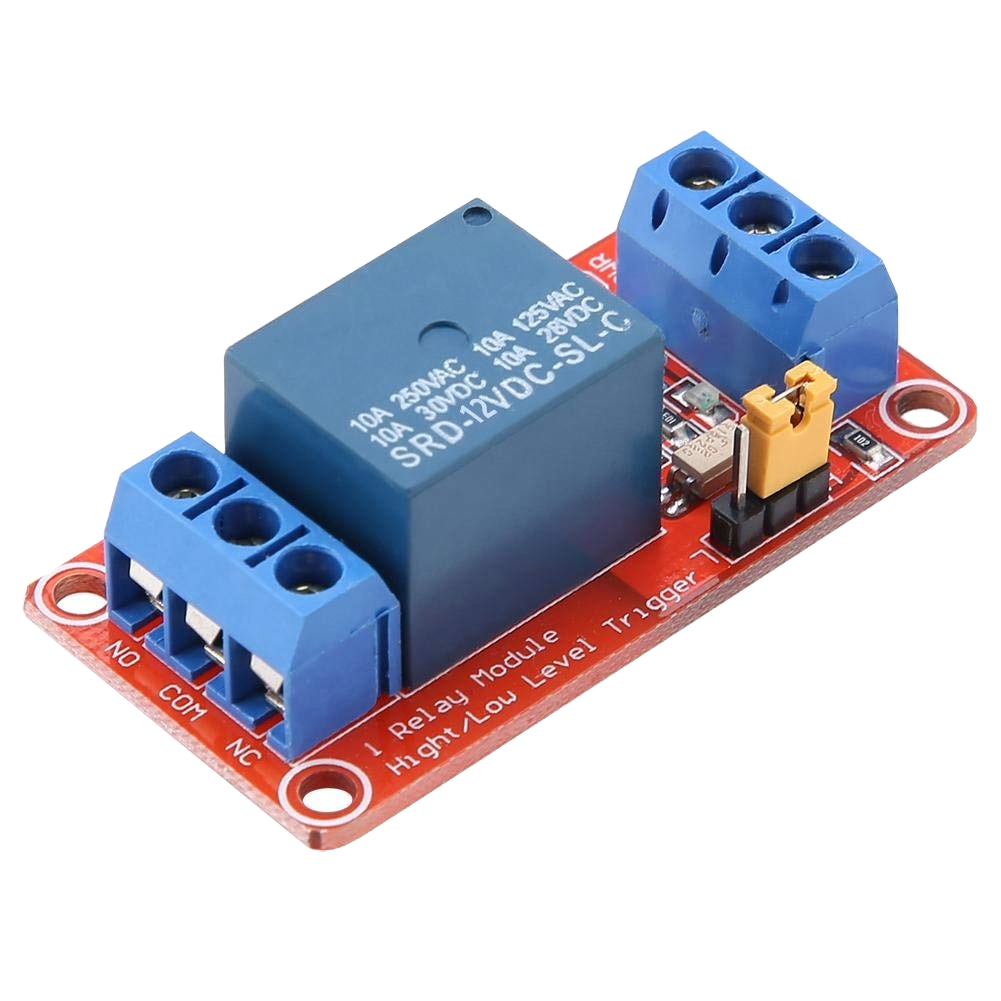 10A 250VAC 10A 125VAC
10A 30VDC 10A 28VDC
SRD-12VDC-SL-C
NO
COM
NC
1 Relay Module
Hight/Low Level Trigger
102